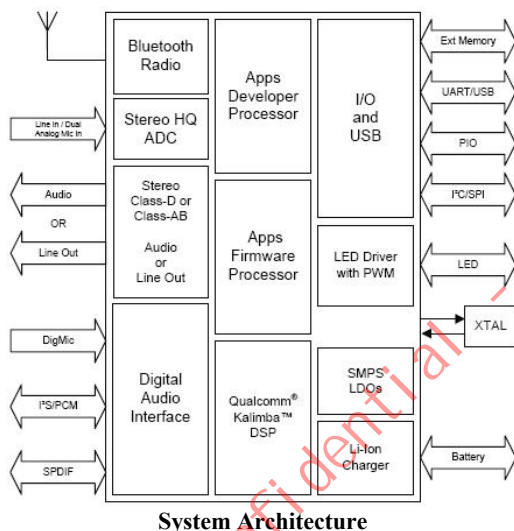 Bluetooth
Radio
Stereo HQ
ADC
Stereo
Class-D or
Class-AB
Audio
or
Line Out
Digital
Audio
Interface
Apps
Developer
Processor
Apps
Firmware
Processor
Qualcomm®
Kalimba™
DSP
I/O
and
USB
LED Driver
with PWM
SMPS
LDOs
Li-Ion
Charger
Line In / Dual
Analog Mic In
Audio
OR
Line Out
DigMic
I²S/PCM
SPDIF
Ext Memory
UART/USB
PIO
I²C/SPI
LED
XTAL
Battery
fidential -
System Architecture